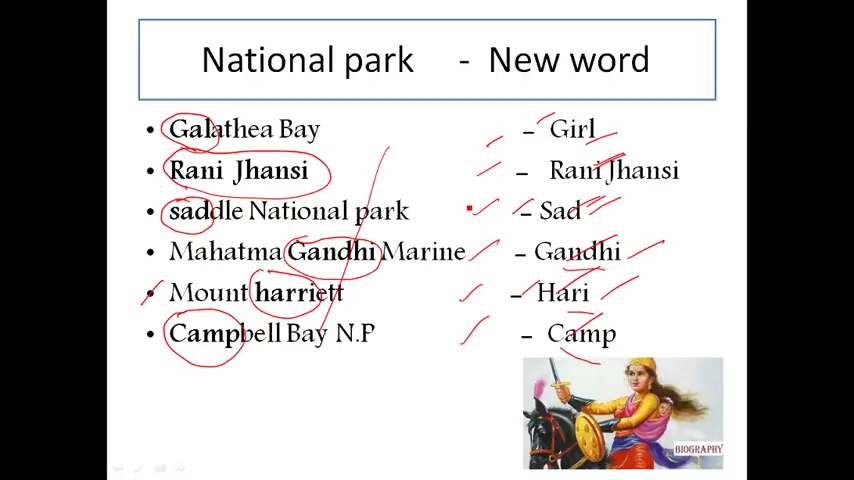 National park - New word
• Galathea Bay – Girl
• Rani Jhansi – Rani Jhansi
• saddle National park – Sad
• Mahatma Gandhi Marine – Gandhi
• Mount harriett – Hari
• Campbell Bay N.P – Camp
BIOGRAPHY